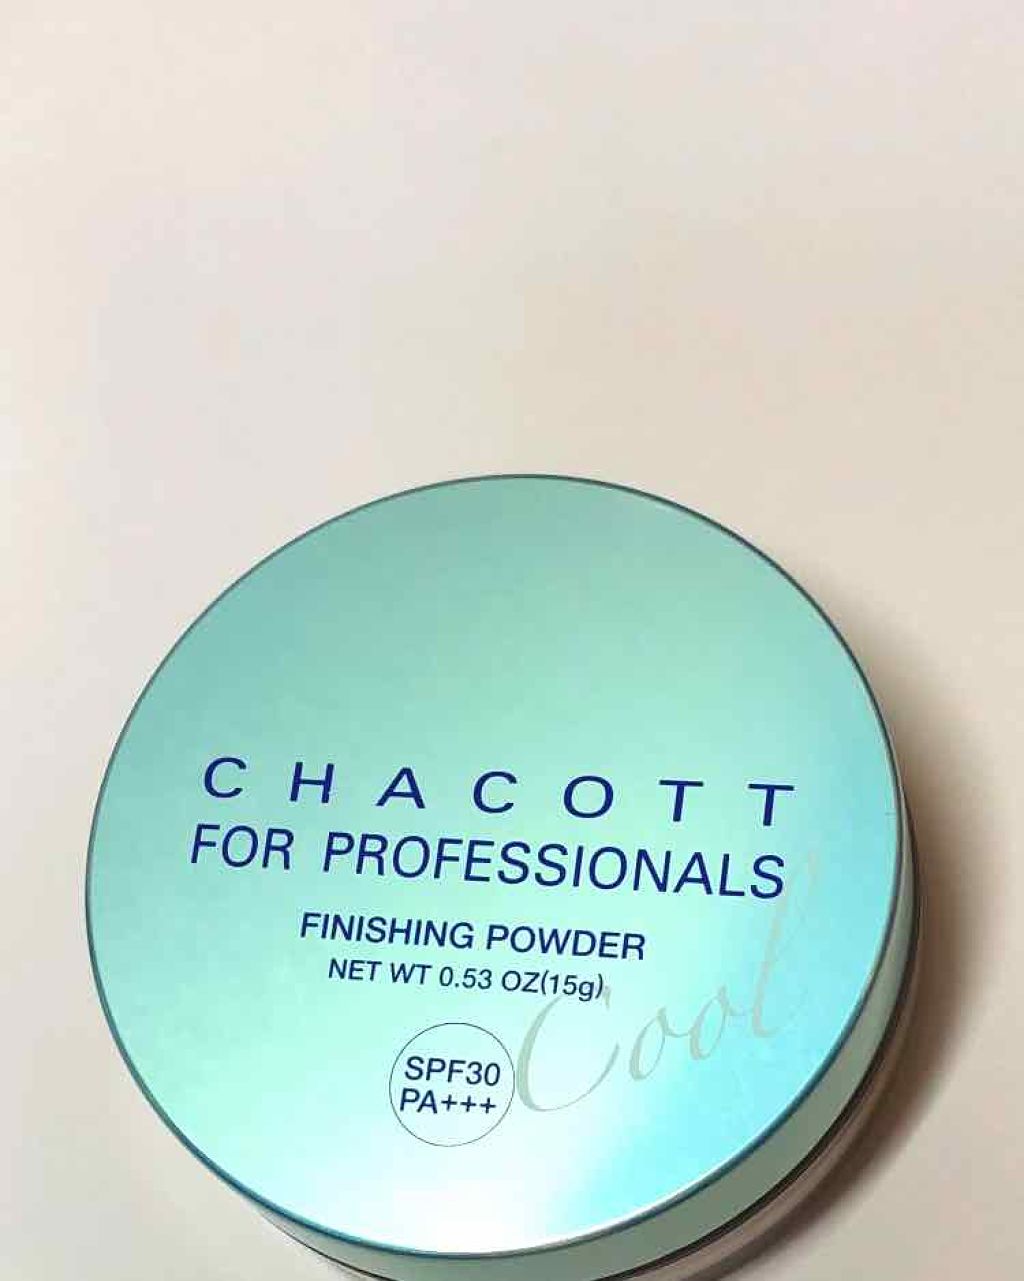 CHACOTT
FOR PROFESSIONALS
FINISHING POWDER
NET WT 0.53 OZ(15g)
Cool
SPF30
PA+++